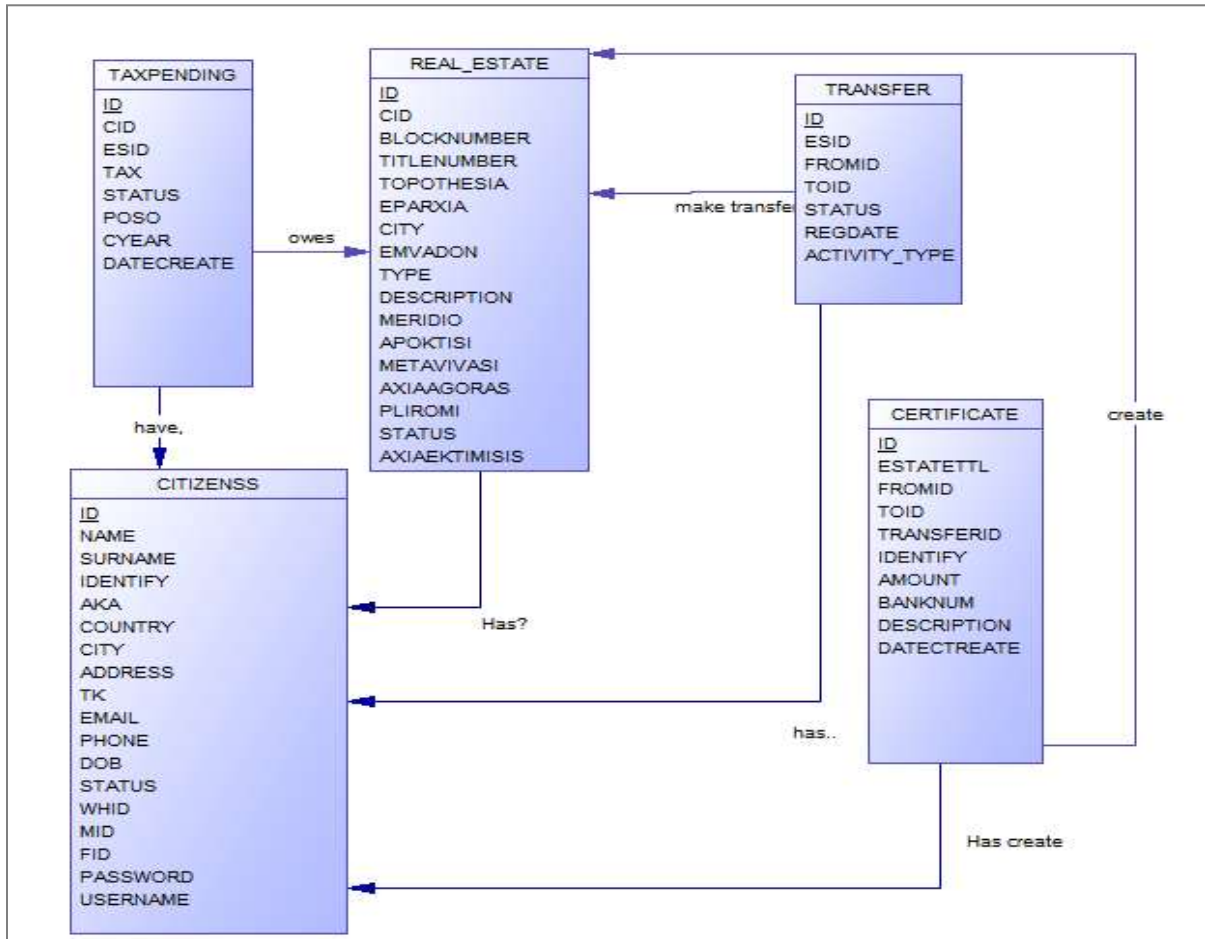 TAXPENDING
ID
CID
ESID
TAX
STATUS
POSO
CYEAR
DATECREATE
owes
have,
REAL_ESTATE
ID
CID
BLOCKNUMBER
TITLENUMBER
TOPOTHESIA
EPARXIA
CITY
EMVADON
TYPE
DESCRIPTION
MERIDIO
APOKTISI
METAVIVASI
AXIAAGORAS
PLIROMI
STATUS
AXIAEKTIMISIS
Has?
TRANSFER
ID
ESID
FROMID
TOID
STATUS
REGDATE
ACTIVITY_TYPE
make transfe
has..
CERTIFICATE
ID
ESTATETTL
FROMID
TOID
TRANSFERID
IDENTIFY
AMOUNT
BANKNUM
DESCRIPTION
DATECTREATE
create
Has create
CITIZENSS
ID
NAME
SURNAME
IDENTIFY
AKA
COUNTRY
CITY
ADDRESS
TK
EMAIL
PHONE
DOB
STATUS
WHID
MID
FID
PASSWORD
USERNAME